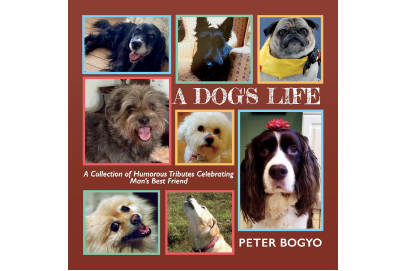 A DOG'S LIFE
A Collection of Humorous Tributes Celebrating
Man's Best Friend
PETER BOGYO